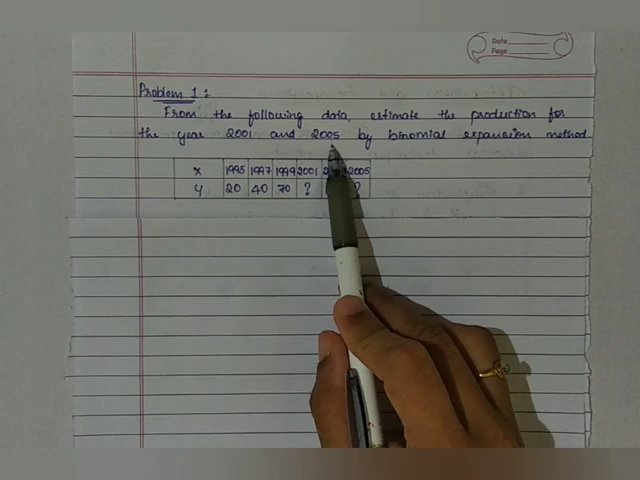 Date
Page
Problem 1 :
From the following data, estimate the production for
the year 2001 and 2005 by binomial expansion method
x 1995 1997 1999 2001 2005
y 20 40 70 ? ?